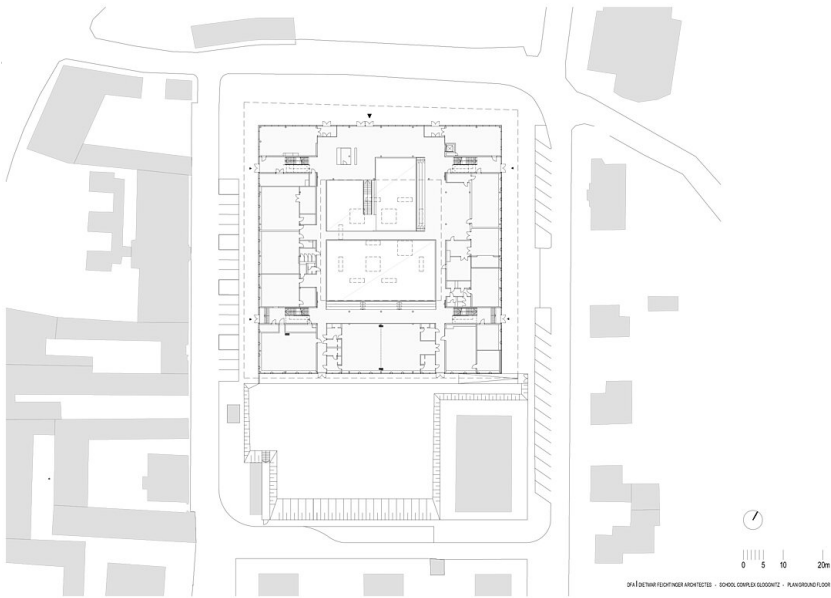 0 5 10 20m
DFA | DIETMAR FEICHTINGER ARCHITECTES - SCHOOL COMPLEX GLOGGNITZ - PLAN GROUND FLOOR